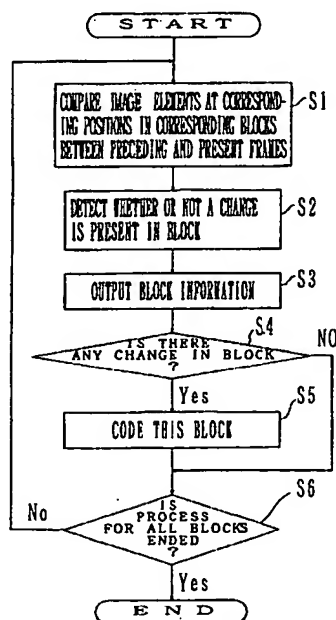 START
COMPARE IMAGE ELEMENTS AT CORRESPOND-
ING POSITIONS IN CORRESPONDING BLOCKS
BETWEEN PRECEDING AND PRESENT FRAMES
S1
DETECT WHETHER OR NOT A CHANGE
IS PRESENT IN BLOCK
S2
OUTPUT BLOCK INFORMATION
S3
IS THERE
ANY CHANGE IN BLOCK
?
S4
NO
Yes
CODE THIS BLOCK
S5
IS
PROCESS
FOR ALL BLOCKS
ENDED
?
S6
No
Yes
END